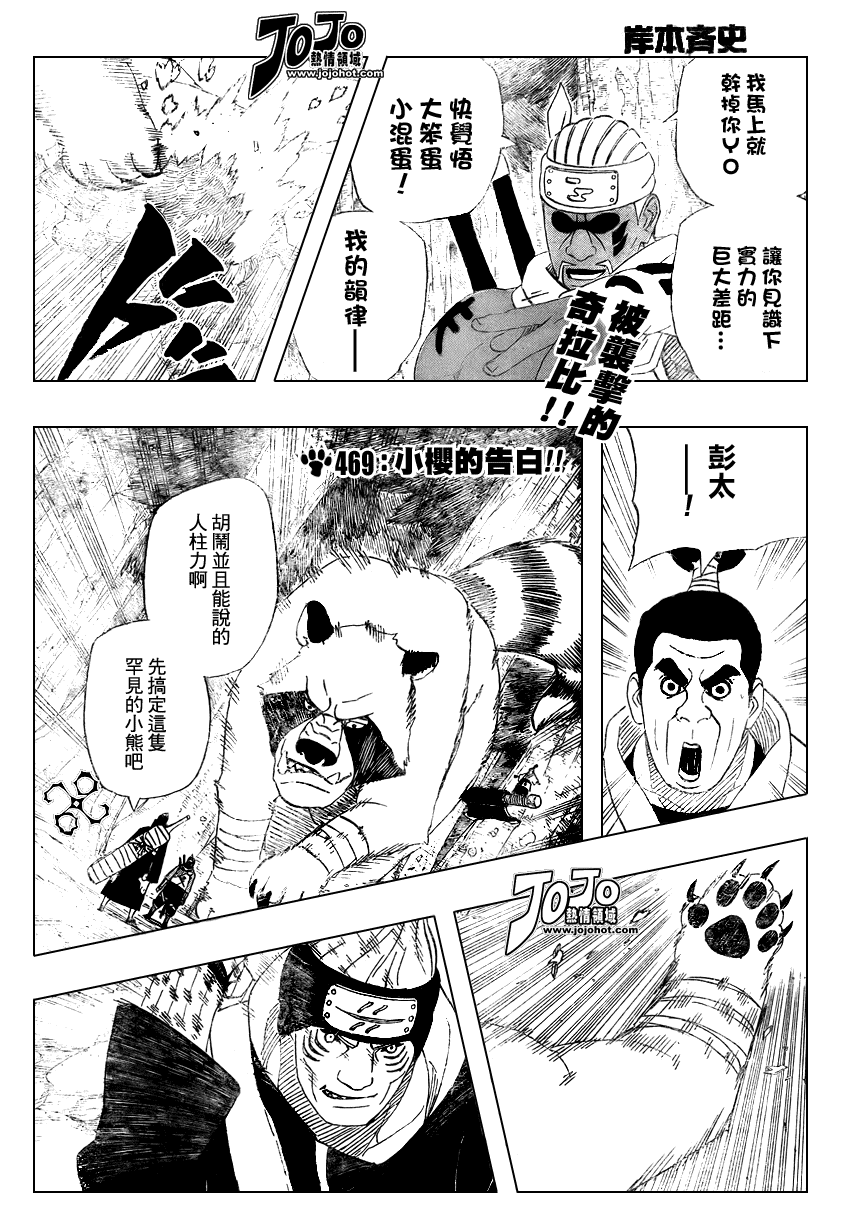 JOJO
熱情領域
www.jojohot.com
岸本斉史
我馬上就
幹掉你YO
讓你見識下
實力的
巨大差距…
快覺悟
大笨蛋
小混蛋！
我的韻律——
ドドド
被襲擊的
奇拉比!!
469：小櫻的告白!!
彭太
——！
胡鬧並且能說的
人柱力啊
先搞定這隻
罕見的小熊吧
JOJO
熱情領域
www.jojohot.com